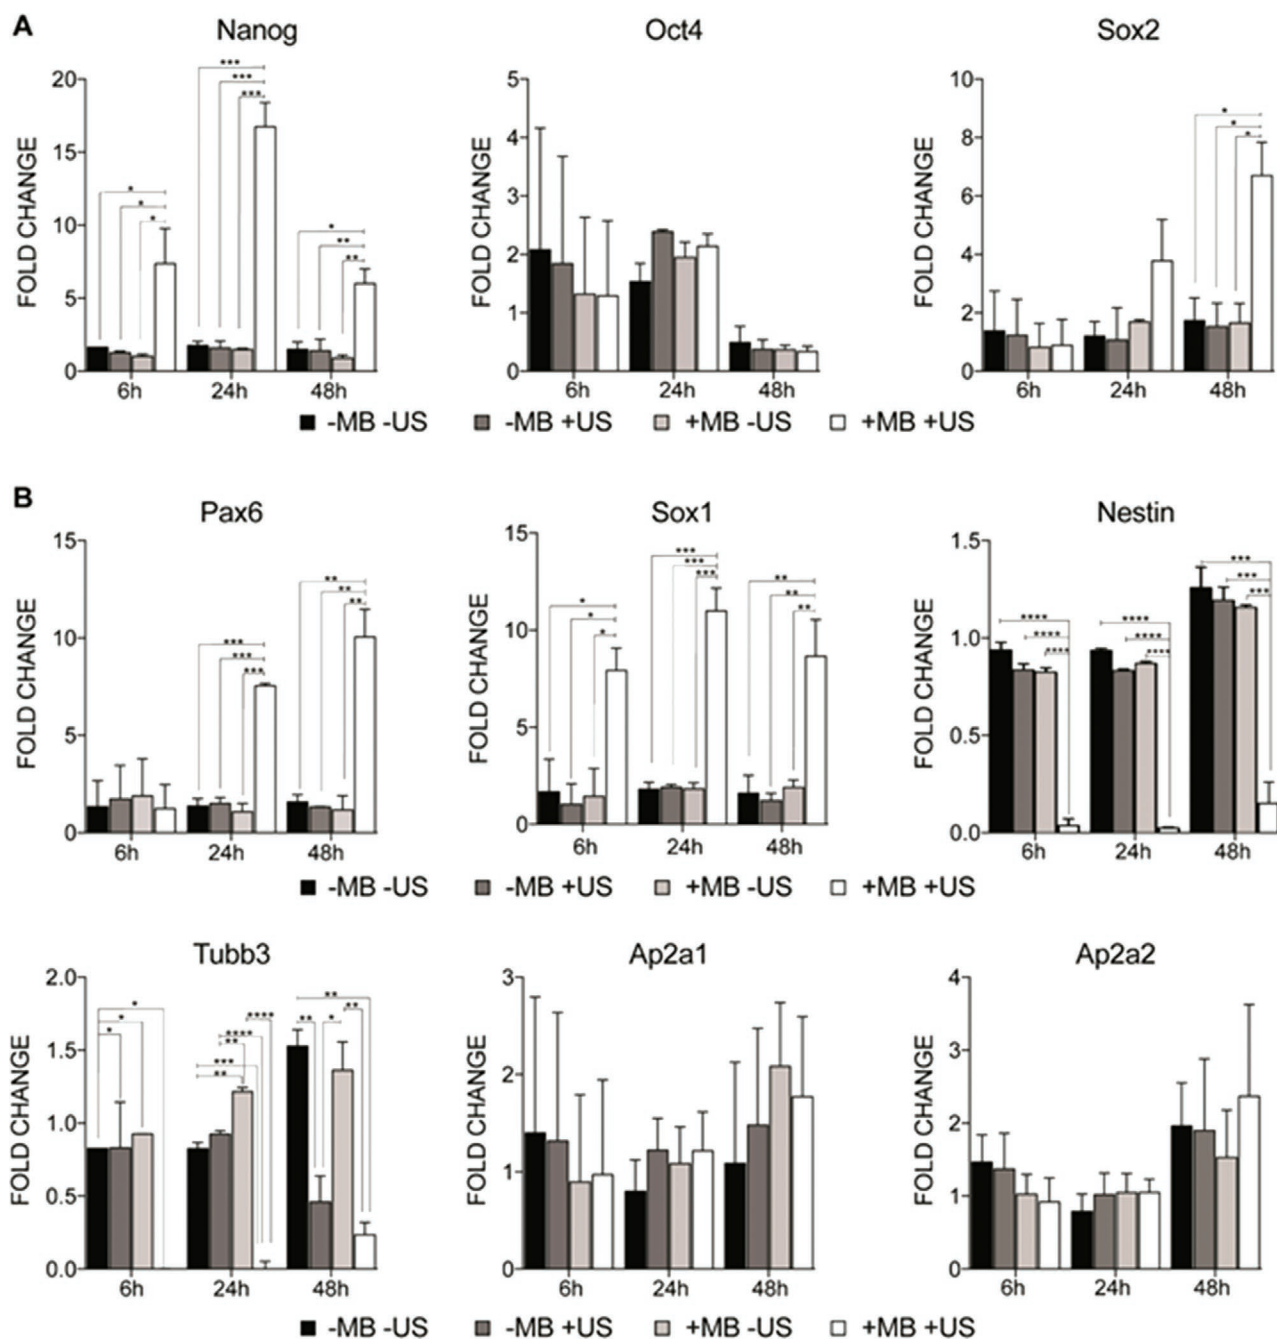 A
Nanog
Oct4
Sox2
FOLD CHANGE
20
15
10
5
0
*
*
*
***
***
***
*
**
**
6h
24h
48h
FOLD CHANGE
5
4
3
2
1
0
6h
24h
48h
FOLD CHANGE
10
8
6
4
2
0
*
*
*
6h
24h
48h
-MB -US
-MB +US
+MB -US
+MB +US
B
Pax6
Sox1
Nestin
FOLD CHANGE
15
10
5
0
***
***
***
**
**
**
6h
24h
48h
FOLD CHANGE
15
10
5
0
*
*
*
***
***
***
**
**
**
6h
24h
48h
FOLD CHANGE
1.5
1.0
0.5
0.0
****
****
****
****
****
****
***
***
***
6h
24h
48h
-MB -US
-MB +US
+MB -US
+MB +US
Tubb3
Ap2a1
Ap2a2
FOLD CHANGE
2.0
1.5
1.0
0.5
0.0
*
*
*
****
****
**
***
**
**
**
**
*
6h
24h
48h
FOLD CHANGE
3
2
1
0
6h
24h
48h
FOLD CHANGE
4
3
2
1
0
6h
24h
48h
-MB -US
-MB +US
+MB -US
+MB +US